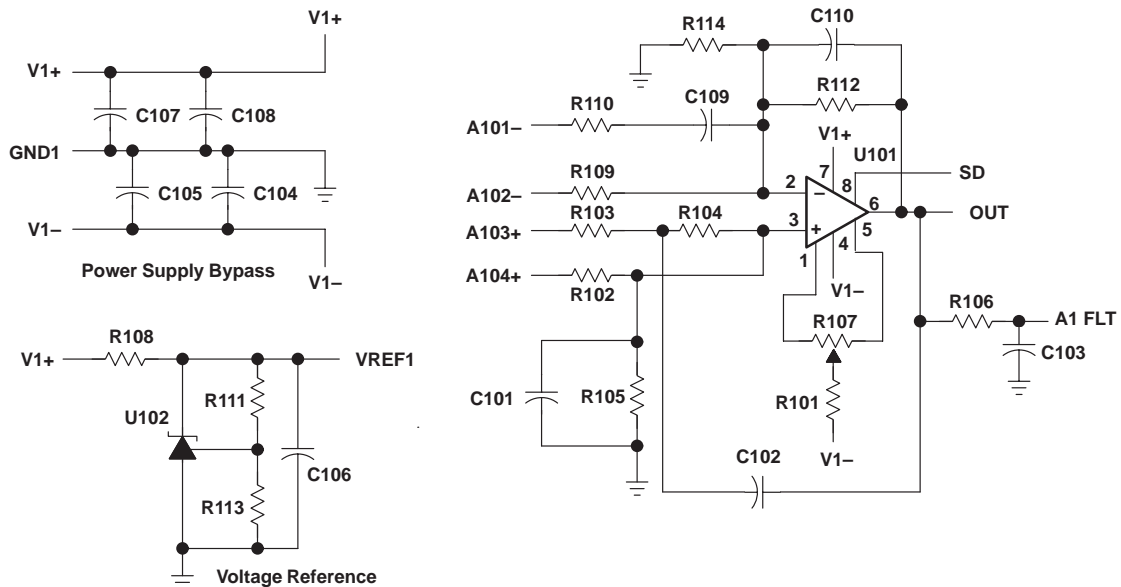 V1+
V1+
C107
C108
GND1
C105
C104
V1–
Power Supply Bypass
V1–
R108
V1+
VREF1
R111
U102
C106
R113
Voltage Reference
C110
R114
R112
R110
C109
A101–
V1+
U101
7
8
R109
2
–
SD
A102–
6
R103
R104
OUT
3
+
5
A103+
4
1
A104+
R102
V1–
R106
R107
A1 FLT
C103
C101
R105
R101
V1–
C102